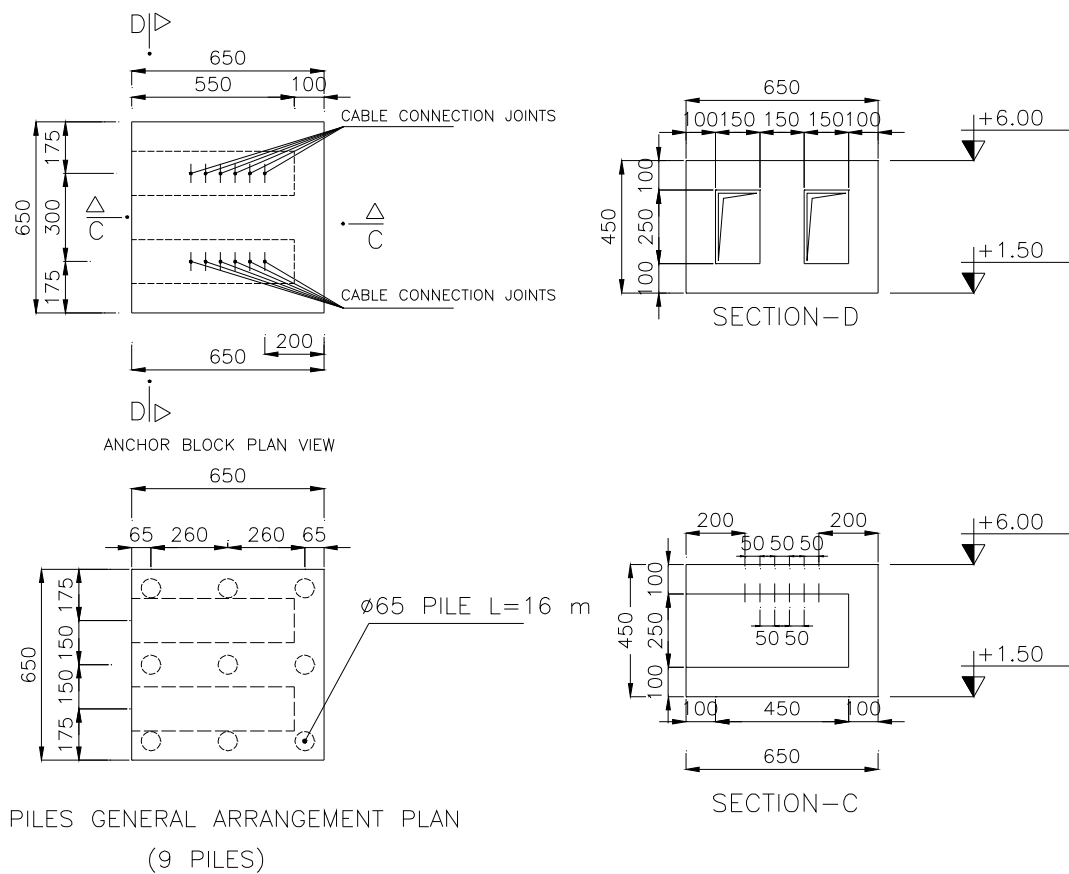 D
650
550 100
CABLE CONNECTION JOINTS
175
300
650
175
C
C
CABLE CONNECTION JOINTS
200
650
D
ANCHOR BLOCK PLAN VIEW
650
100 150 150 150 100
+6.00
100
250
450
100
+1.50
SECTION-D
650
65 260 260 65
175
150
650
150
175
ø65 PILE L=16 m
PILES GENERAL ARRANGEMENT PLAN
(9 PILES)
200 200
+6.00
50 50 50
100
250
450
100
50 50
+1.50
100 450 100
650
SECTION-C